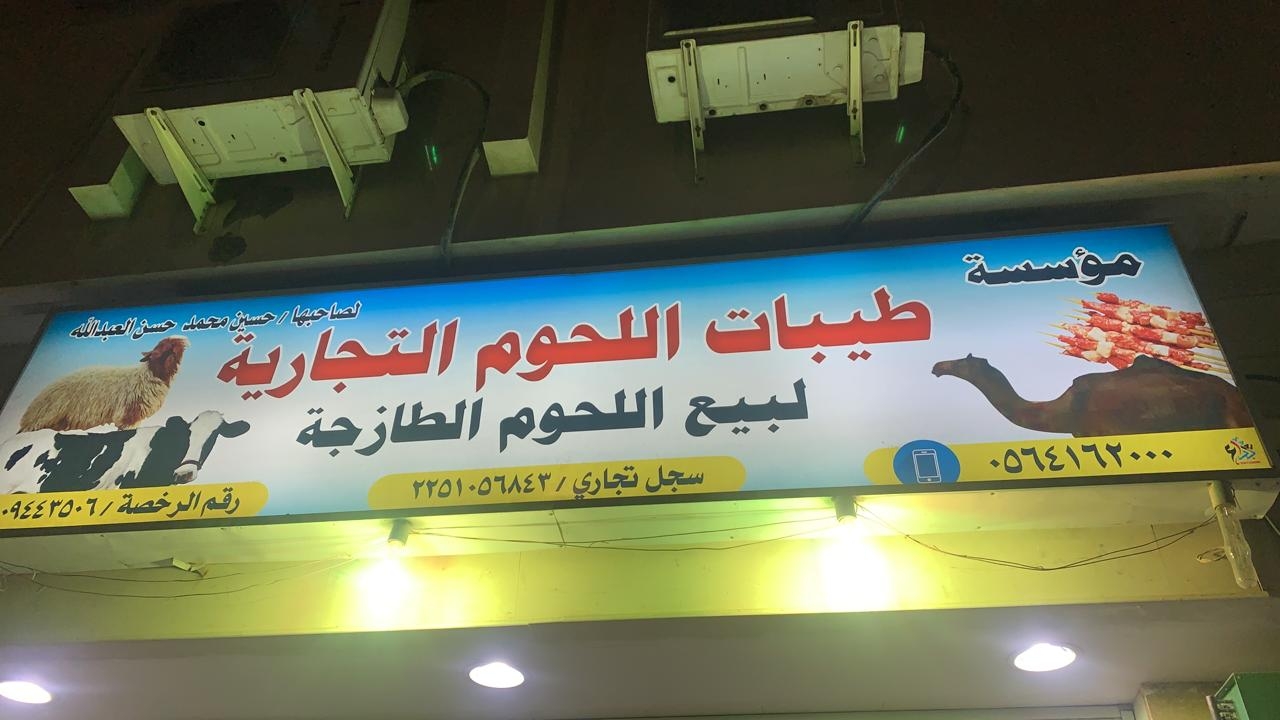 مؤسسة
طيبات اللحوم التجارية
لصاحبها / حسين محمد حسن العبدالله
لبيع اللحوم الطازجة
٠٥٦٤١٦٢٠٠٠
سجل تجاري / ٢٢٥١٠٥٦٨٤٣
رقم الرخصة / ٠٩٤٤٣٥٠٦